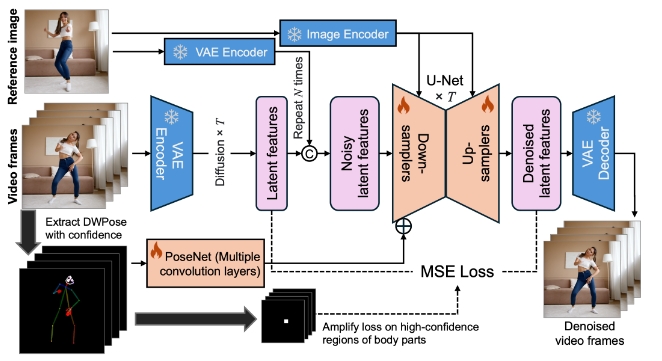 Reference image
Image Encoder
VAE Encoder
U-Net
× T
Repeat N times
Video frames
VAE
Encoder
Diffusion × T
Latent features
C
Noisy
latent features
Down-
samplers
Up-
samplers
Denoised
latent features
VAE
Decoder
Extract DWPose
with confidence
PoseNet (Multiple
convolution layers)
MSE Loss
Amplify loss on high-confidence
regions of body parts
Denoised
video frames